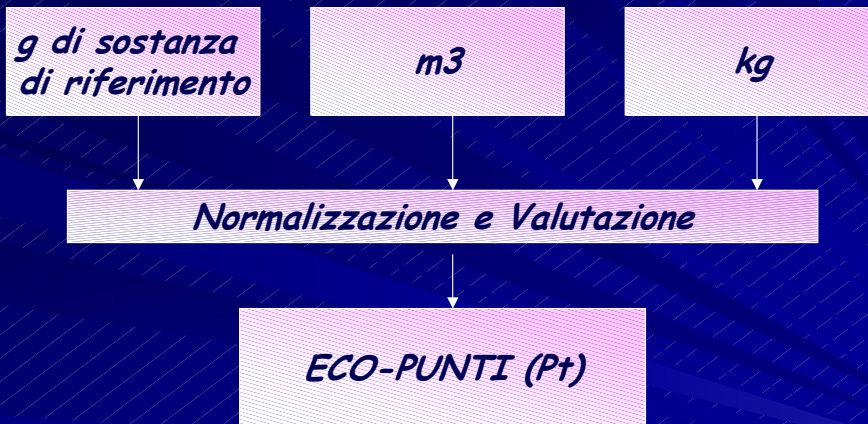 g di sostanza
di riferimento
m3
kg
Normalizzazione e Valutazione
ECO-PUNTI (Pt)